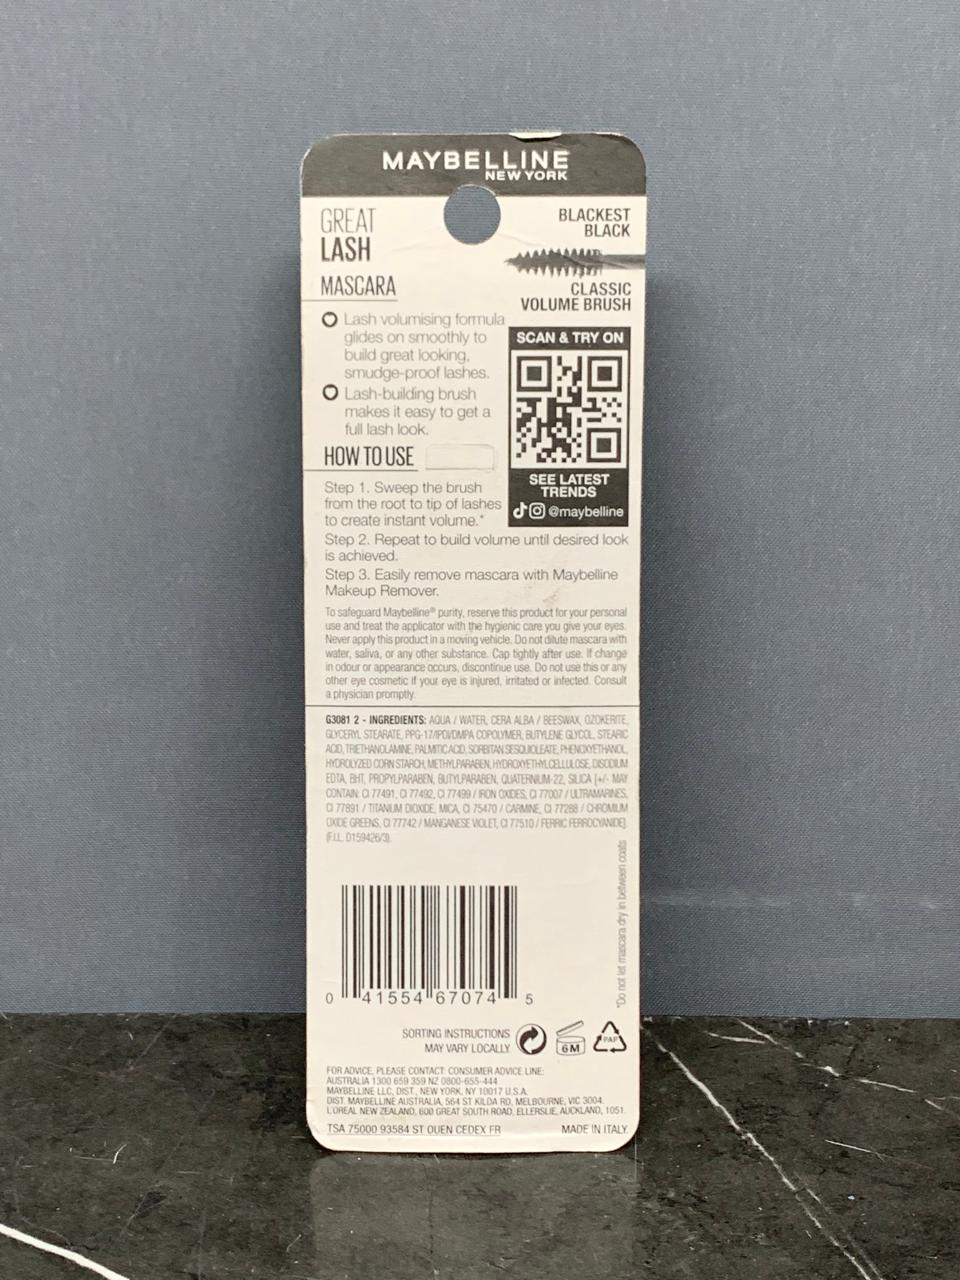 MAYBELLINE
NEW YORK
GREAT
LASH
MASCARA
BLACKEST
BLACK
CLASSIC
VOLUME BRUSH
Lash volumising formula
glides on smoothly to
build great looking,
smudge-proof lashes.
Lash-building brush
makes it easy to get a
full lash look.
SCAN & TRY ON
SEE LATEST
TRENDS
@maybelline
HOW TO USE
Step 1. Sweep the brush
from the root to tip of lashes
to create instant volume.*
Step 2. Repeat to build volume until desired look
is achieved.
Step 3. Easily remove mascara with Maybelline
Makeup Remover.
To safeguard Maybelline® purity, reserve this product for your personal
use and treat the applicator with the hygienic care you give your eyes.
Never apply this product in a moving vehicle. Do not dilute mascara with
water, saliva, or any other substance. Cap tightly after use. If change
in odour or appearance occurs, discontinue use. Do not use this or any
other eye cosmetic if your eye is injured, irritated or infected. Consult
a physician promptly.
G3081 2 - INGREDIENTS: AQUA / WATER, CERA ALBA / BEESWAX, OZOKERITE,
GLYCERYL STEARATE, PPG-17/IPDI/DMPA COPOLYMER, BUTYLENE GLYCOL, STEARIC
ACID, TRIETHANOLAMINE, PALMITIC ACID, SORBITAN SESQUIOLEATE, PHENOXYETHANOL,
HYDROLYZED CORN STARCH, METHYLPARABEN, HYDROXYETHYLCELLULOSE, DISODIUM
EDTA, BHT, PROPYLPARABEN, BUTYLPARABEN, QUATERNIUM-22, SILICA [+/- MAY
CONTAIN: CI 77491, CI 77492, CI 77499 / IRON OXIDES, CI 77007 / ULTRAMARINES,
CI 77891 / TITANIUM DIOXIDE, MICA, CI 75470 / CARMINE, CI 77288 / CHROMIUM
OXIDE GREENS, CI 77742 / MANGANESE VIOLET, CI 77510 / FERRIC FERROCYANIDE].
(F.I.L. D159426/3).
*Do not let mascara dry in between coats
0 41554 67074 5
SORTING INSTRUCTIONS
MAY VARY LOCALLY.
6M
PAP
FOR ADVICE, PLEASE CONTACT: CONSUMER ADVICE LINE:
AUSTRALIA 1300 659 359 NZ 0800-655-444
MAYBELLINE LLC, DIST., NEW YORK, NY 10017 U.S.A.
DIST. MAYBELLINE AUSTRALIA, 564 ST KILDA RD, MELBOURNE, VIC 3004.
L'OREAL NEW ZEALAND, 600 GREAT SOUTH ROAD, ELLERSLIE, AUCKLAND, 1051.
TSA 75000 93584 ST OUEN CEDEX FR
MADE IN ITALY.